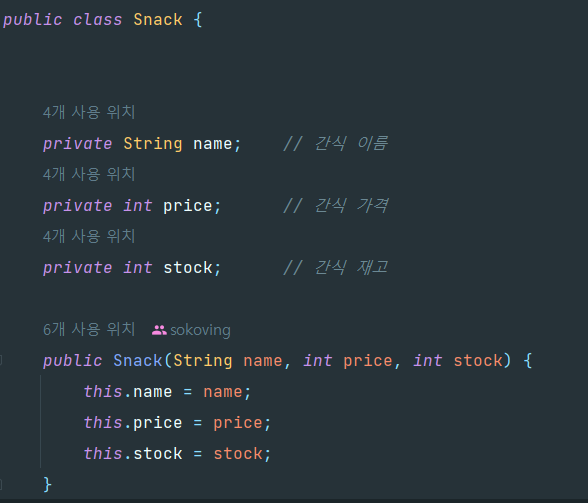 public class Snack {
4개 사용 위치
private String name;    // 간식 이름
4개 사용 위치
private int price;      // 간식 가격
4개 사용 위치
private int stock;      // 간식 재고
6개 사용 위치 sokoving
public Snack(String name, int price, int stock) {
this.name = name;
this.price = price;
this.stock = stock;
}